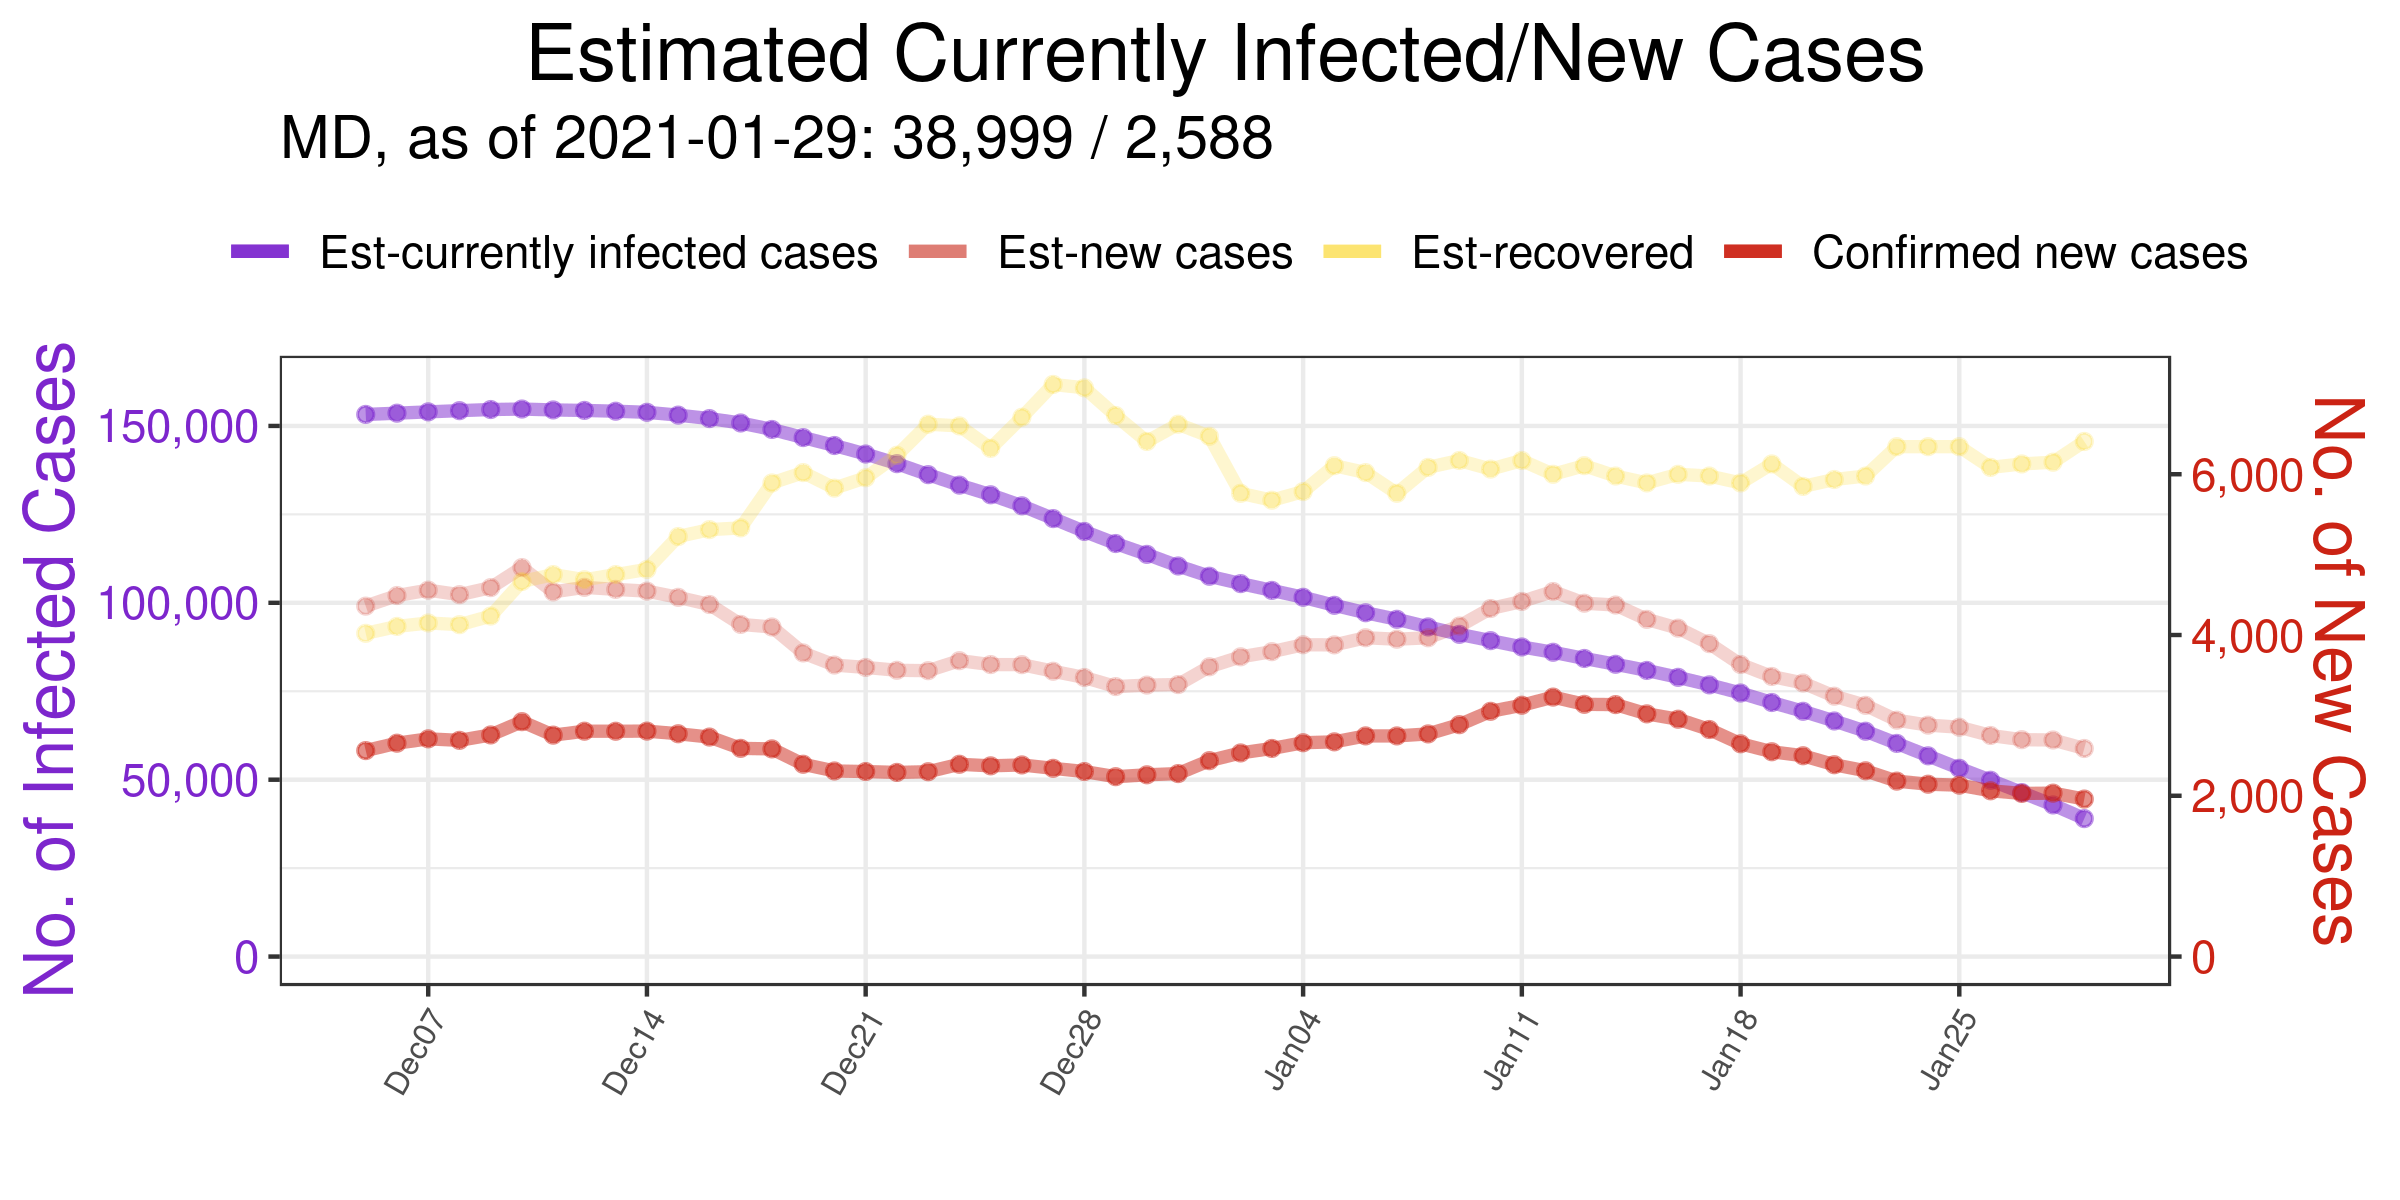 Estimated Currently Infected/New Cases
MD, as of 2021-01-29: 38,999 / 2,588
Est-currently infected cases Est-new cases Est-recovered Confirmed new cases
No. of Infected Cases
150,000
100,000
50,000
0
6,000
4,000
2,000
0
No. of New Cases
Dec07 Dec14 Dec21 Dec28 Jan04 Jan11 Jan18 Jan25